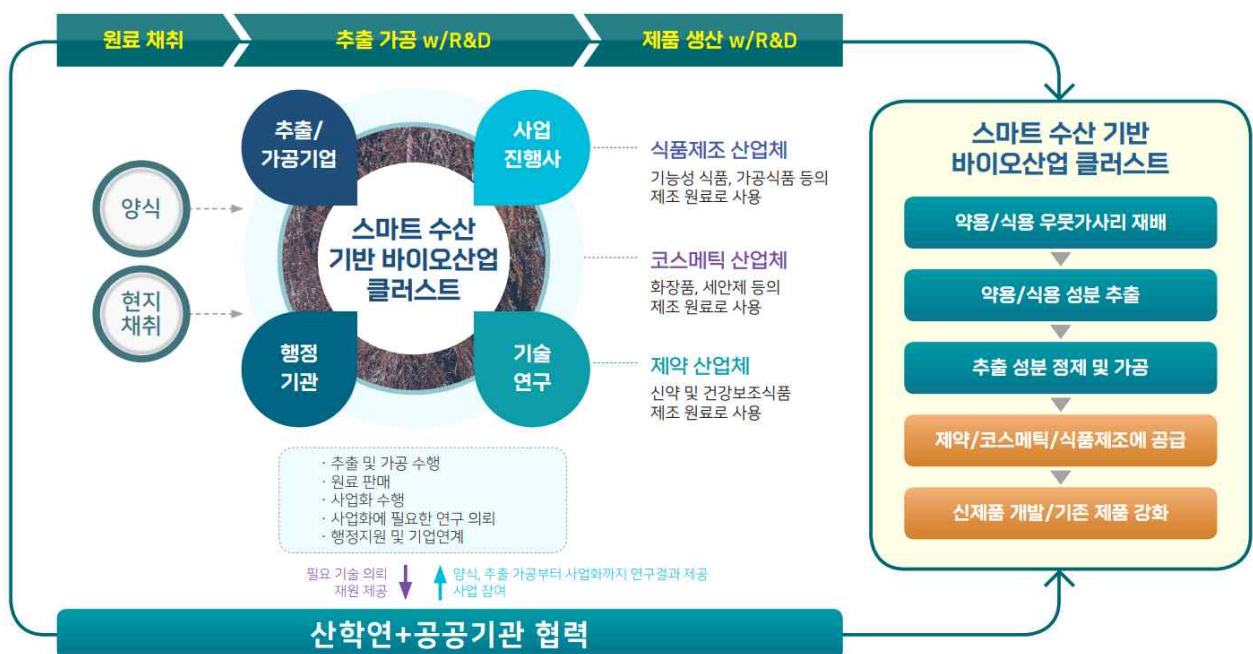 원료 채취
추출 가공 w/R&D
제품 생산 w/R&D
양식
현지
채취
추출/
가공기업
사업
진행사
스마트 수산
기반 바이오산업
클러스트
행정
기관
기술
연구
식품제조 산업체
기능성 식품, 가공식품 등의
제조 원료로 사용
코스메틱 산업체
화장품, 세안제 등의
제조 원료로 사용
제약 산업체
신약 및 건강보조식품
제조 원료로 사용
· 추출 및 가공 수행
· 원료 판매
· 사업화 수행
· 사업화에 필요한 연구 의뢰
· 행정지원 및 기업연계
필요 기술 의뢰
재원 제공
양식, 추출 가공부터 사업화까지 연구결과 제공
사업 참여
산학연+공공기관 협력
스마트 수산 기반
바이오산업 클러스트
약용/식용 우뭇가사리 재배
약용/식용 성분 추출
추출 성분 정제 및 가공
제약/코스메틱/식품제조에 공급
신제품 개발/기존 제품 강화